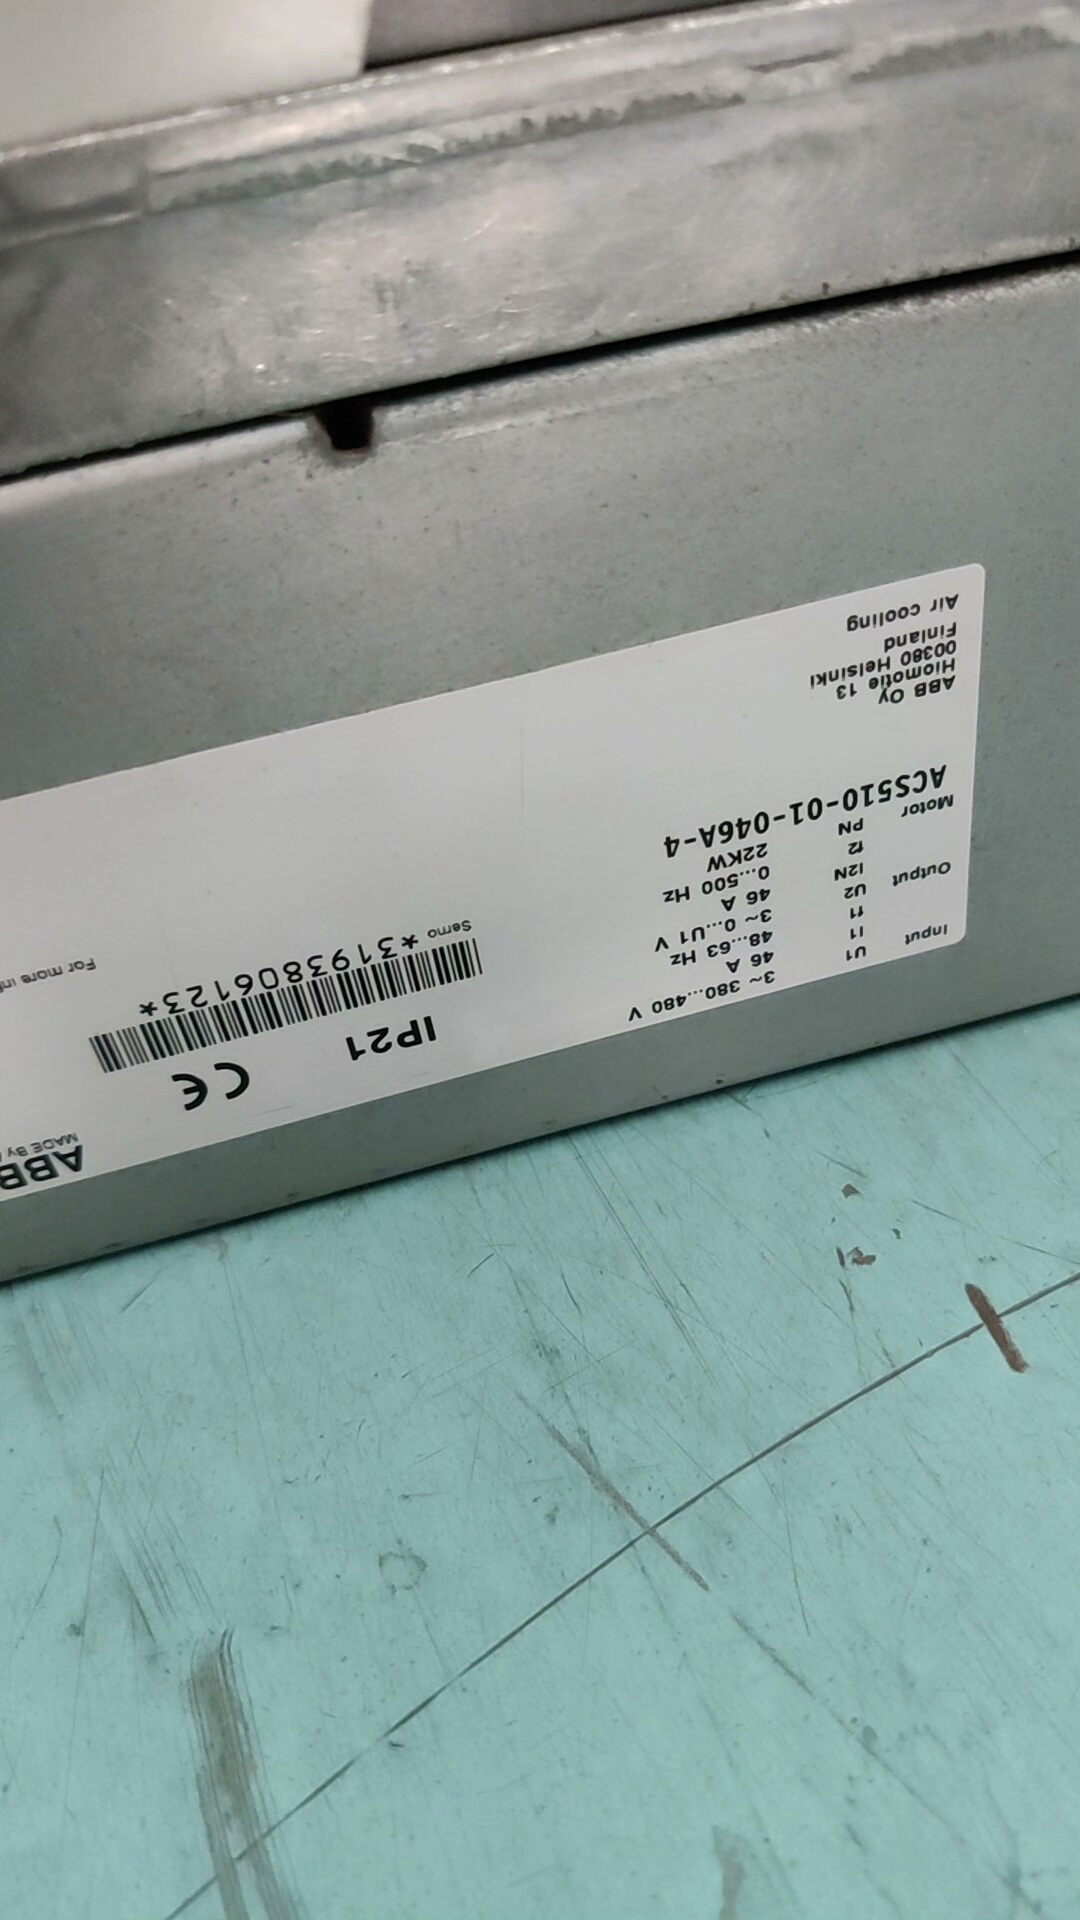 Input U1 3~ 380...480 V
I1 46 A
f1 48...63 Hz
Output U2 3~ 0...U1 V
I2N 46 A
f2 0...500 Hz
Motor PN 22KW
ACS510-01-046A-4
ABB Oy
Hiomotie 13
00380 Helsinki
Finland
Air cooling
IP21 CE
Serno *3193806123*
ABB
MADE By
For more